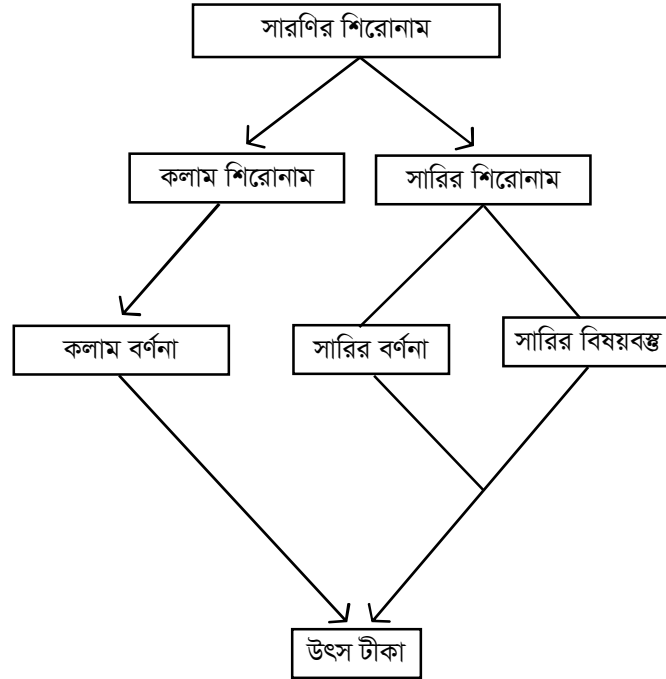 সারণির শিরোনাম
কলাম শিরোনাম
সারির শিরোনাম
কলাম বর্ণনা
সারির বর্ণনা
সারির বিষয়বস্তু
উৎস টীকা